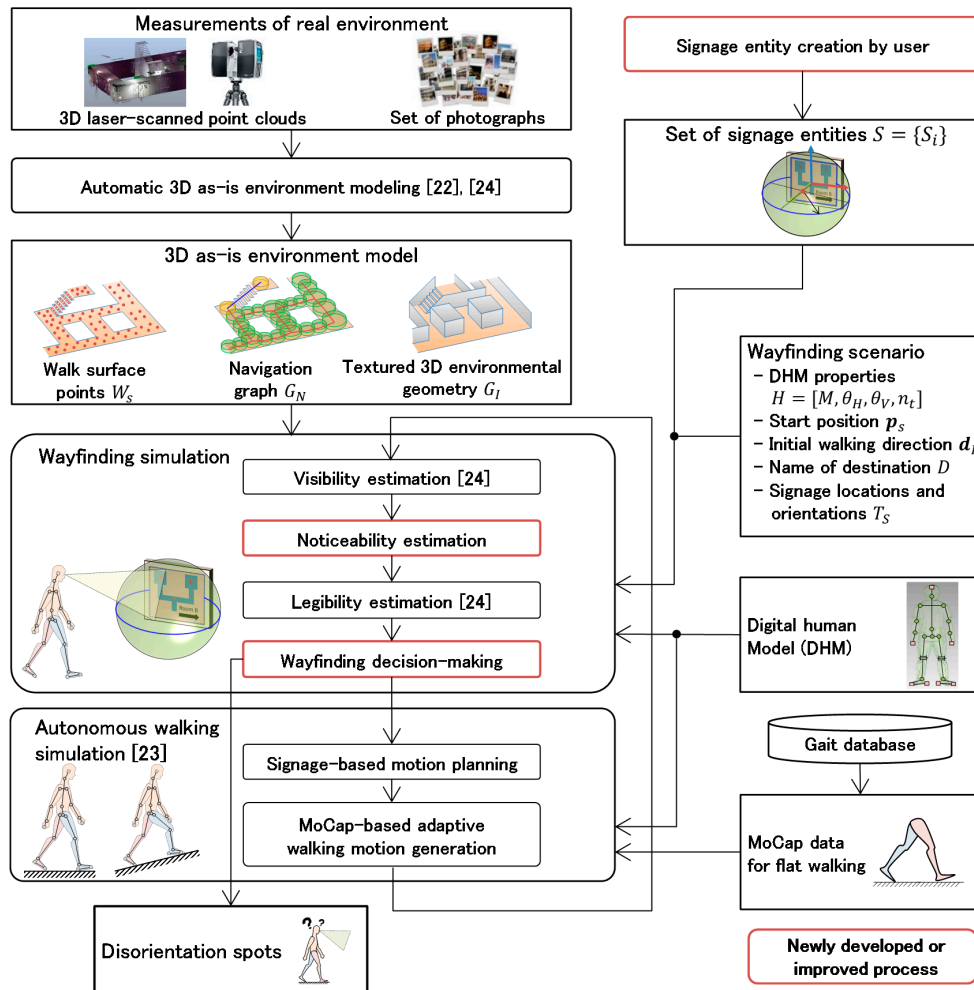 Measurements of real environment
3D laser-scanned point clouds
Set of photographs
Automatic 3D as-is environment modeling [22], [24]
3D as-is environment model
Walk surface
points W_S
Navigation
graph G_N
Textured 3D environmental
geometry G_I
Signage entity creation by user
Set of signage entities S = {S_i}
Room B
Wayfinding scenario
– DHM properties
H = [M, θ_H, θ_V, n_t]
– Start position p_s
– Initial walking direction d_I
– Name of destination D
– Signage locations and
orientations T_S
Wayfinding simulation
Visibility estimation [24]
Noticeability estimation
Legibility estimation [24]
Wayfinding decision-making
Room B
Digital human
Model (DHM)
Autonomous walking
simulation [23]
Signage-based motion planning
MoCap-based adaptive
walking motion generation
Gait database
MoCap data
for flat walking
Disorientation spots
? ?
Newly developed or
improved process